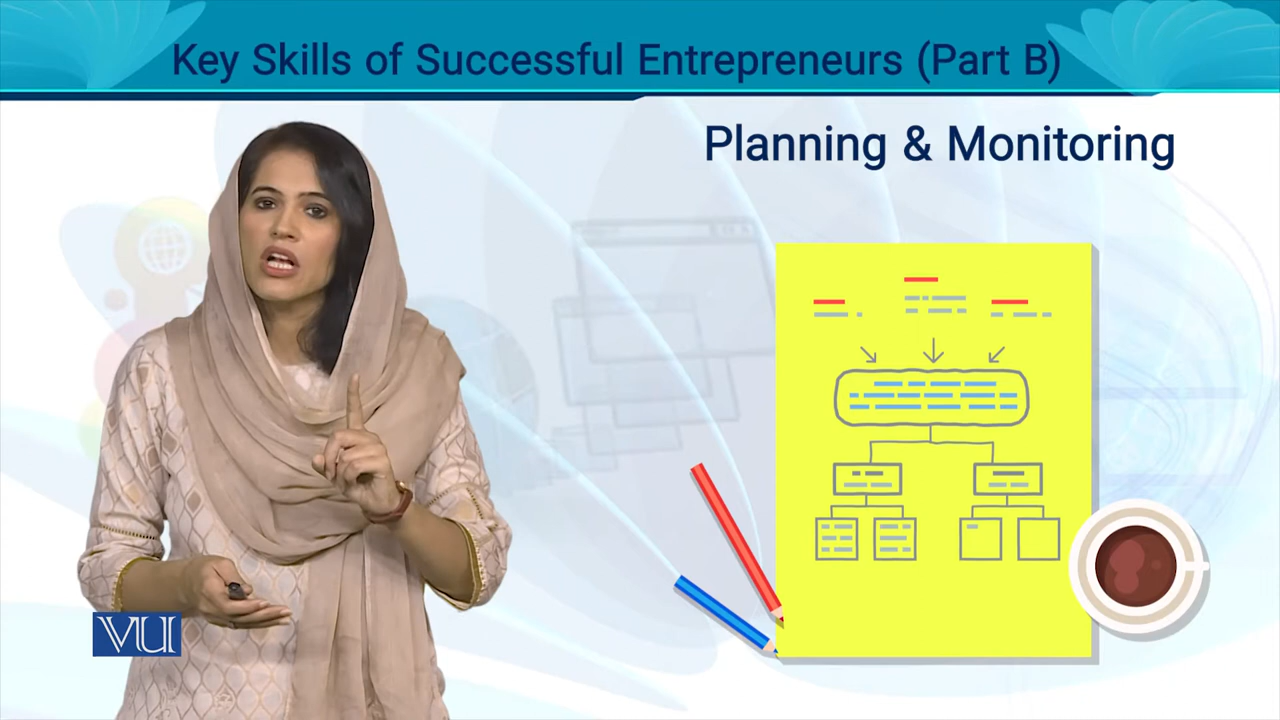 Key Skills of Successful Entrepreneurs (Part B)
Planning & Monitoring
VU